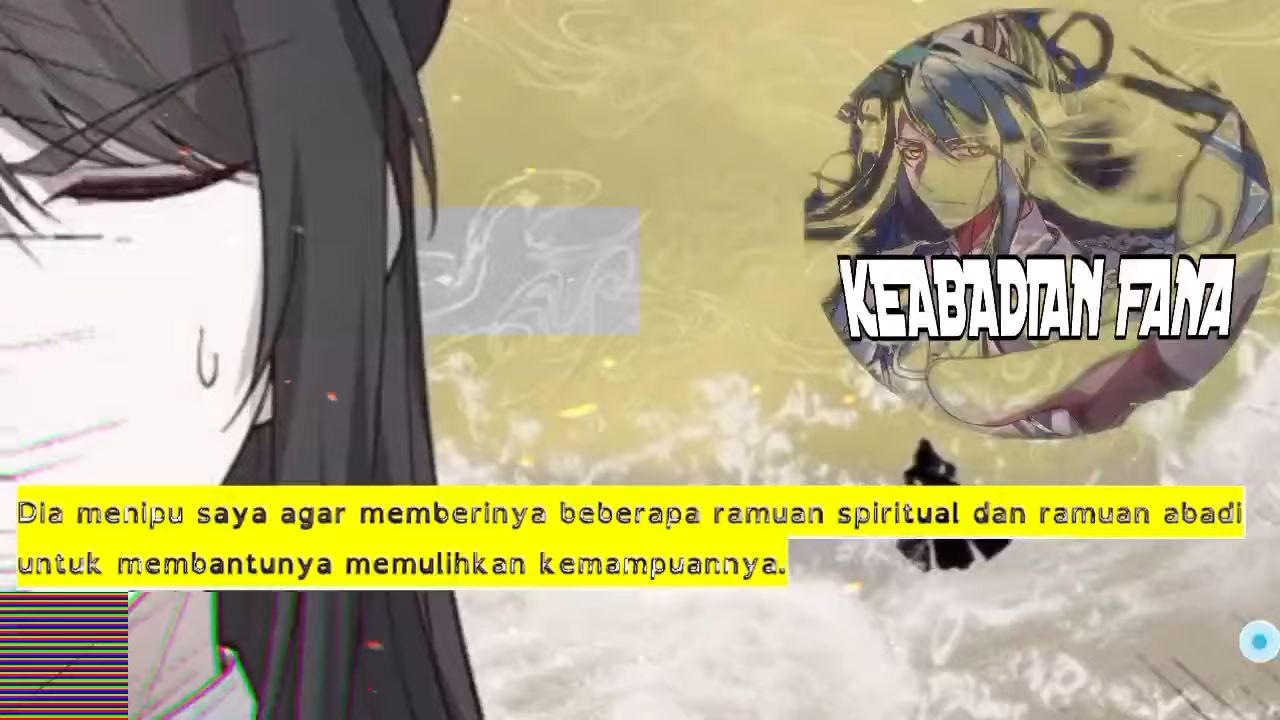 KEABADIAN FANA
Dia menipu saya agar memberinya beberapa ramuan spiritual dan ramuan abadi
untuk membantunya memulihkan kemampuannya.